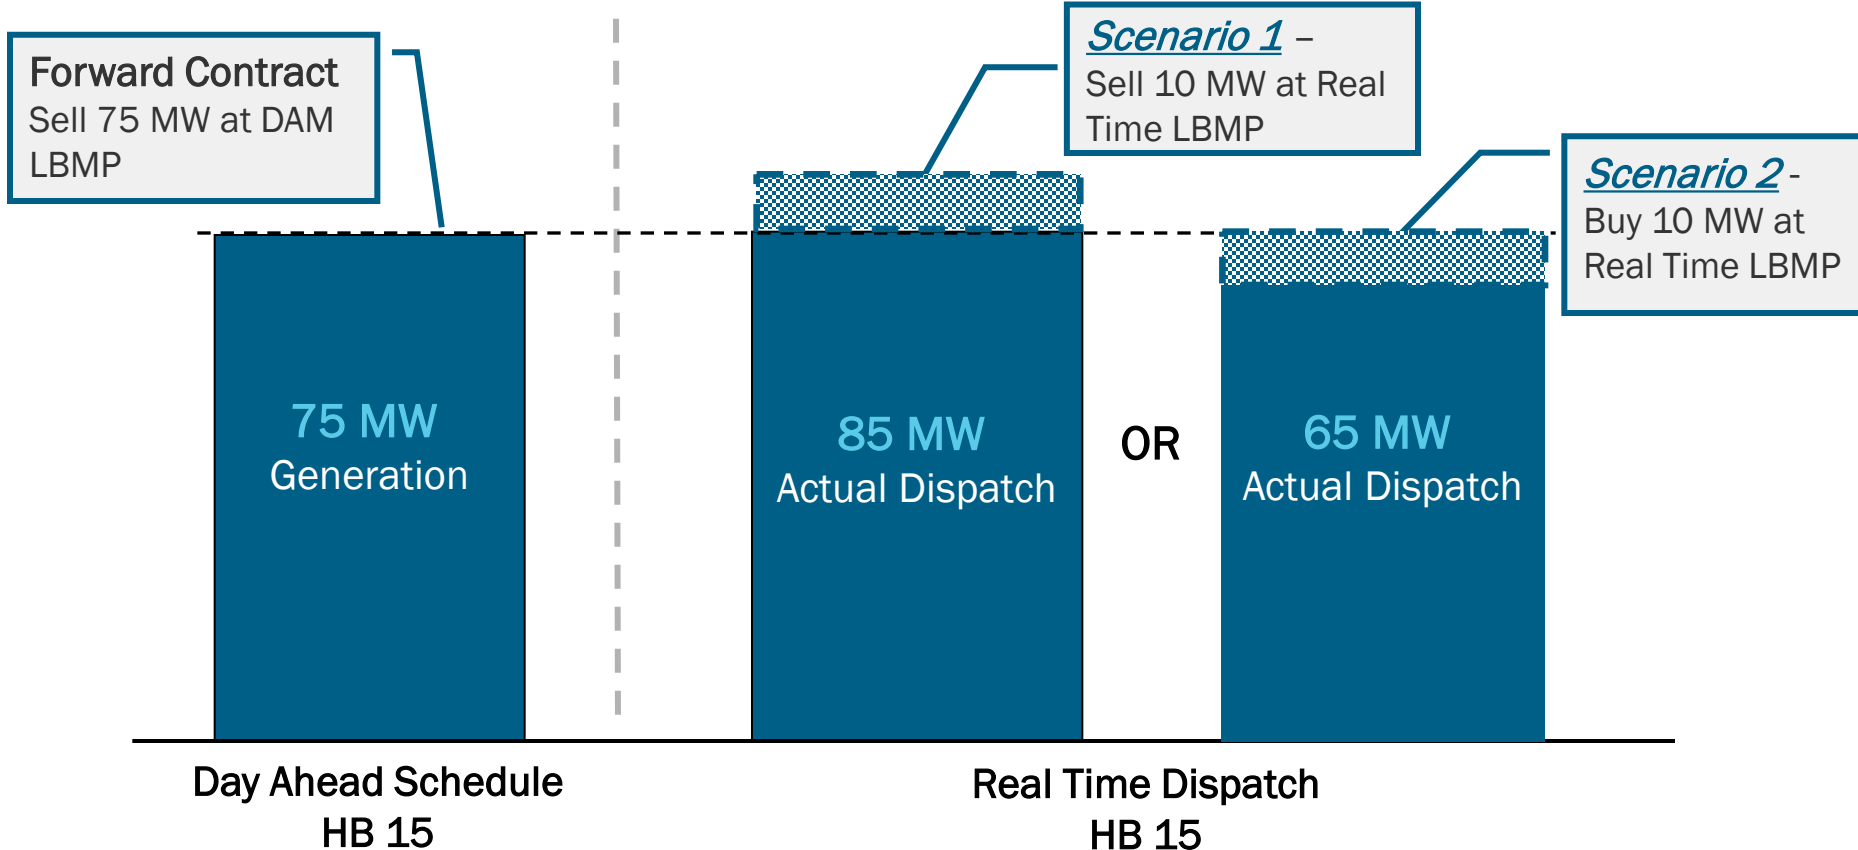 Forward Contract
Sell 75 MW at DAM
LBMP
Scenario 1 –
Sell 10 MW at Real
Time LBMP
Scenario 2 -
Buy 10 MW at
Real Time LBMP
75 MW
Generation
85 MW
Actual Dispatch
OR
65 MW
Actual Dispatch
Day Ahead Schedule
HB 15
Real Time Dispatch
HB 15